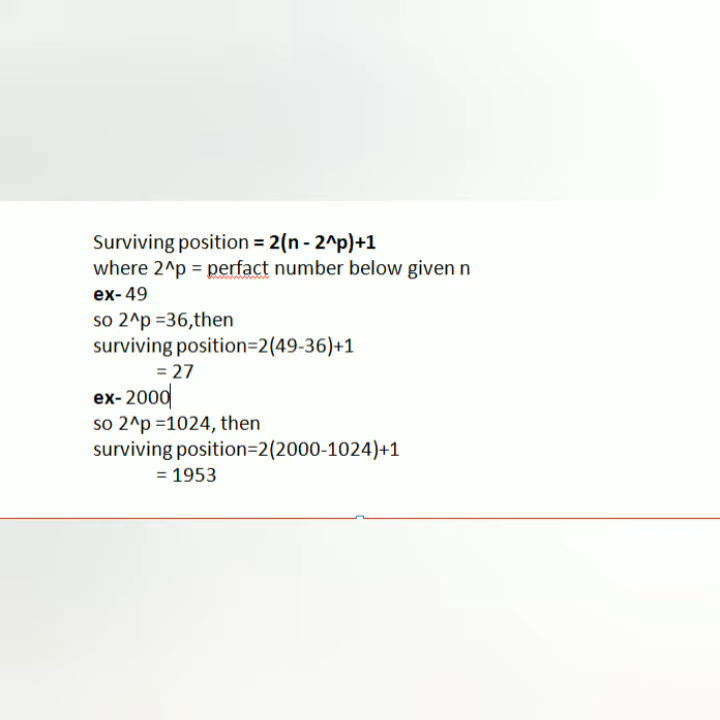 Surviving position = 2(n - 2^p)+1
where 2^p = perfact number below given n
ex- 49
so 2^p =36,then
surviving position=2(49-36)+1
= 27
ex- 2000
so 2^p =1024, then
surviving position=2(2000-1024)+1
= 1953